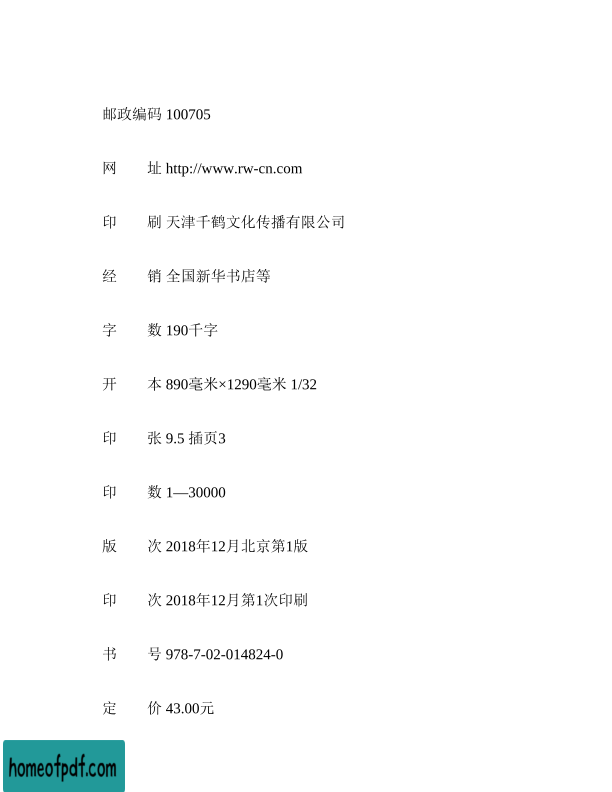 邮政编码 100705
网　　址 http://www.rw-cn.com
印　　刷 天津千鹤文化传播有限公司
经　　销 全国新华书店等
字　　数 190千字
开　　本 890毫米×1290毫米 1/32
印　　张 9.5 插页3
印　　数 1—30000
版　　次 2018年12月北京第1版
印　　次 2018年12月第1次印刷
书　　号 978-7-02-014824-0
定　　价 43.00元
homeofpdf.com